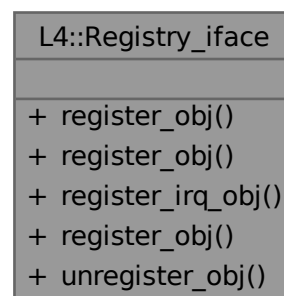 L4::Registry_iface
+ register_obj()
+ register_obj()
+ register_irq_obj()
+ register_obj()
+ unregister_obj()